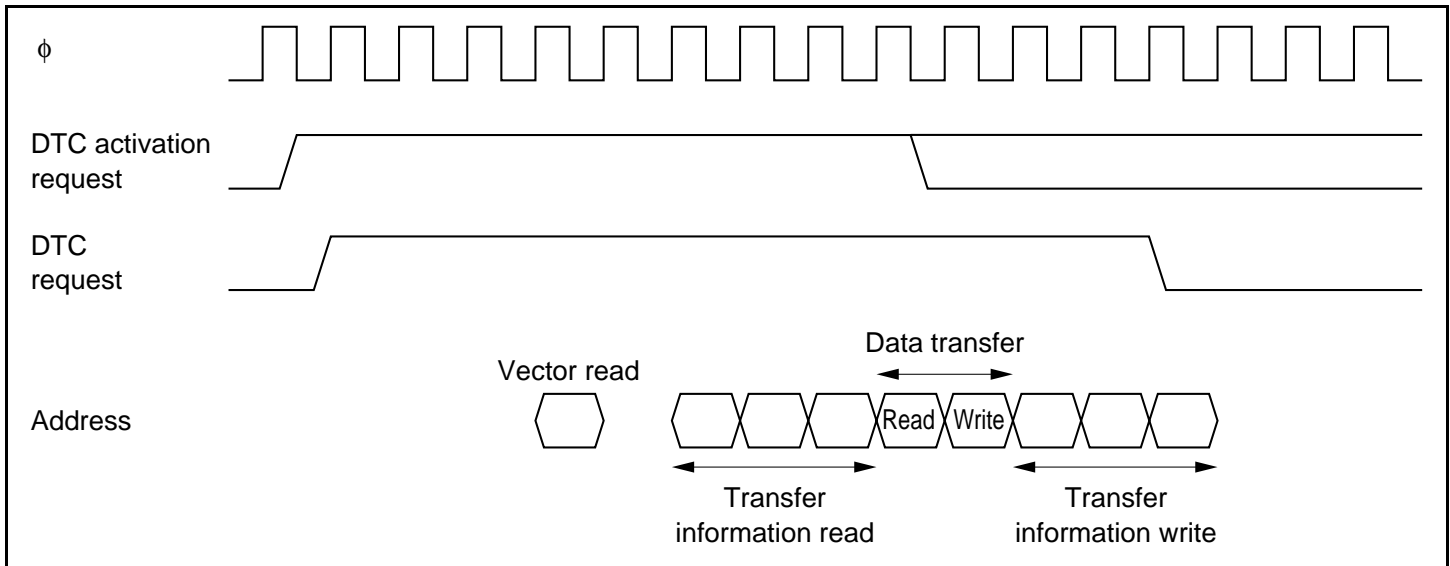 ϕ
DTC activation
request
DTC
request
Data transfer
Vector read
Address
Read
Write
Transfer
information read
Transfer
information write